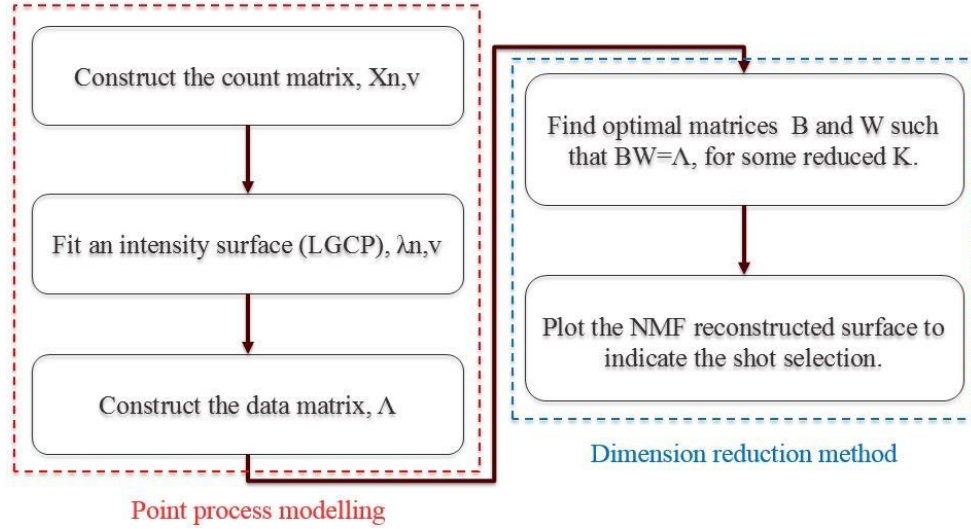 Construct the count matrix, Xn,v
Fit an intensity surface (LGCP), λn,v
Construct the data matrix, Λ
Point process modelling
Find optimal matrices B and W such
that BW=Λ, for some reduced K.
Plot the NMF reconstructed surface to
indicate the shot selection.
Dimension reduction method